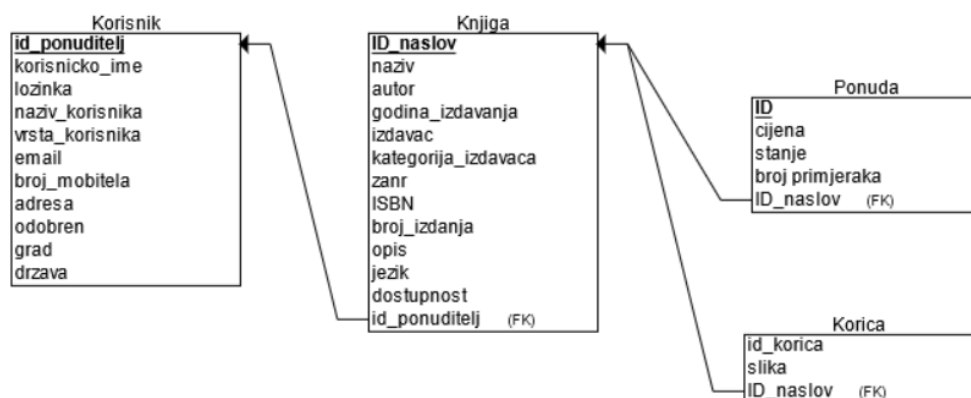 Korisnik
id_ponuditelj
korisnicko_ime
lozinka
naziv_korisnika
vrsta_korisnika
email
broj_mobitela
adresa
odobren
grad
drzava
Knjiga
ID_naslov
naziv
autor
godina_izdavanja
izdavac
kategorija_izdavaca
zanr
ISBN
broj_izdanja
opis
jezik
dostupnost
id_ponuditelj (FK)
Ponuda
ID
cijena
stanje
broj primjeraka
ID_naslov (FK)
Korica
id_korica
slika
ID_naslov (FK)